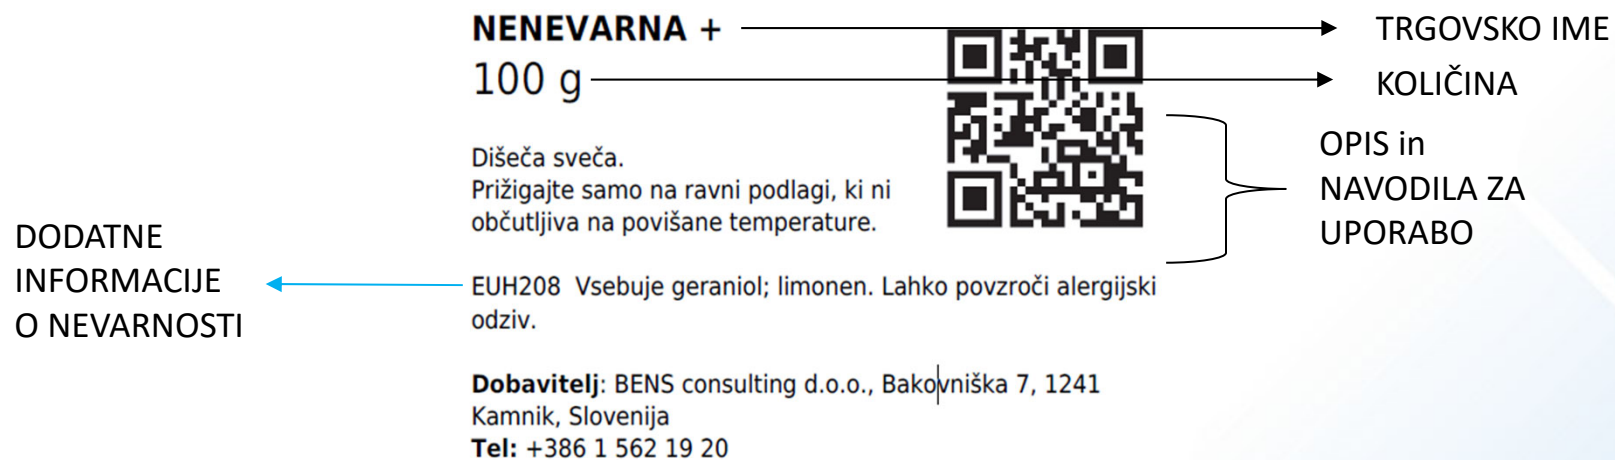 NENEVARNA +
TRGOVSKO IME
100 g
KOLIČINA
Dišeča sveča.
Prižigajte samo na ravni podlagi, ki ni
občutljiva na povišane temperature.
OPIS in
NAVODILA ZA
UPORABO
DODATNE
INFORMACIJE
O NEVARNOSTI
EUH208 Vsebuje geraniol; limonen. Lahko povzroči alergijski
odziv.
Dobavitelj: BENS consulting d.o.o., Bakovniška 7, 1241
Kamnik, Slovenija
Tel: +386 1 562 19 20